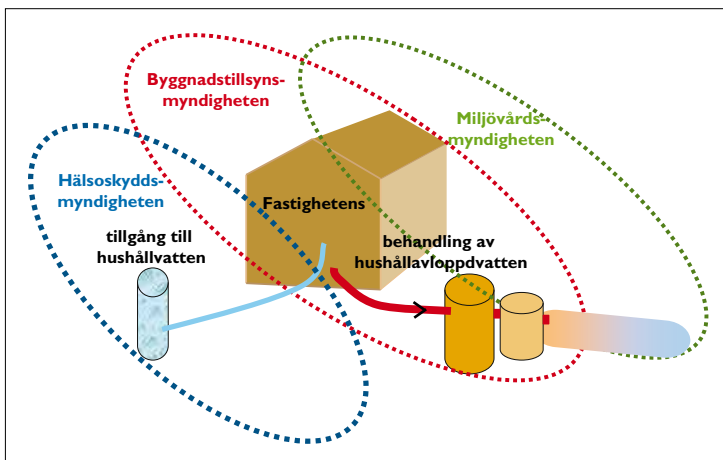 Byggnadstillsyns-
myndigheten
Miljövårds-
myndigheten
Hälsoskydds-
myndigheten
Fastighetens
tillgång till
hushållvatten
behandling av
hushållavloppdvatten